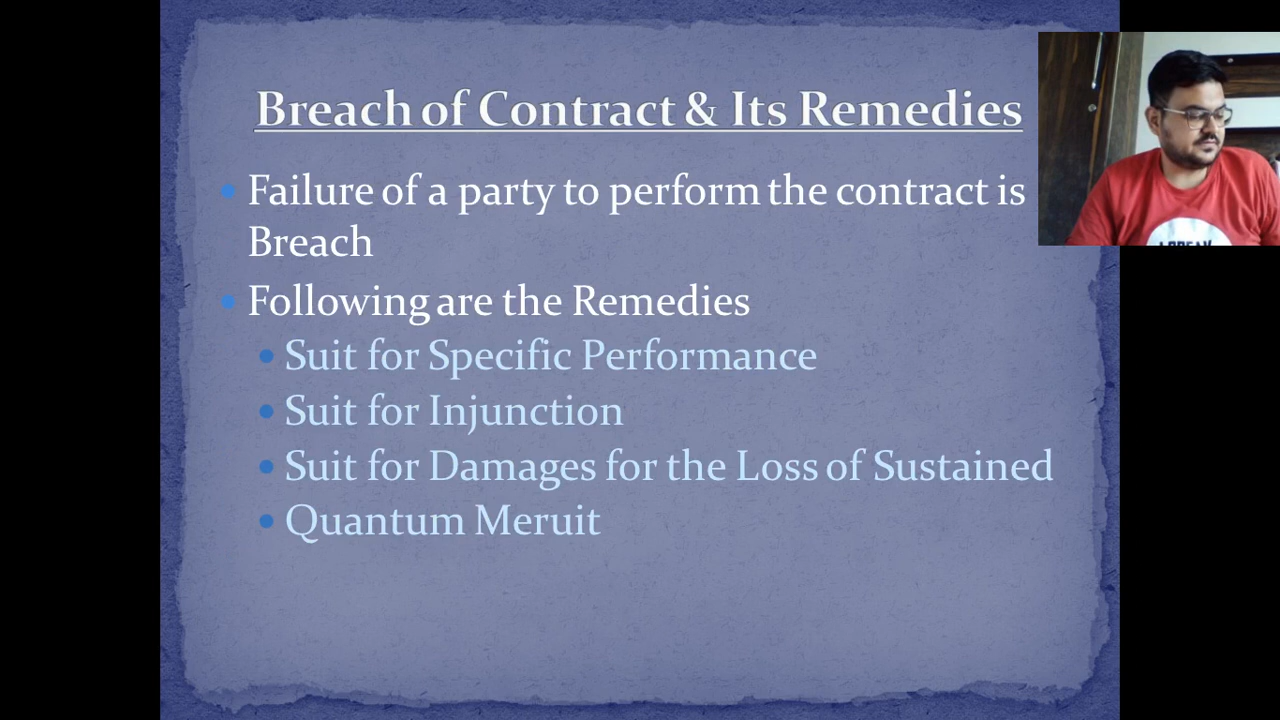 Breach of Contract & Its Remedies
Failure of a party to perform the contract is
Breach
Following are the Remedies
Suit for Specific Performance
Suit for Injunction
Suit for Damages for the Loss of Sustained
Quantum Meruit